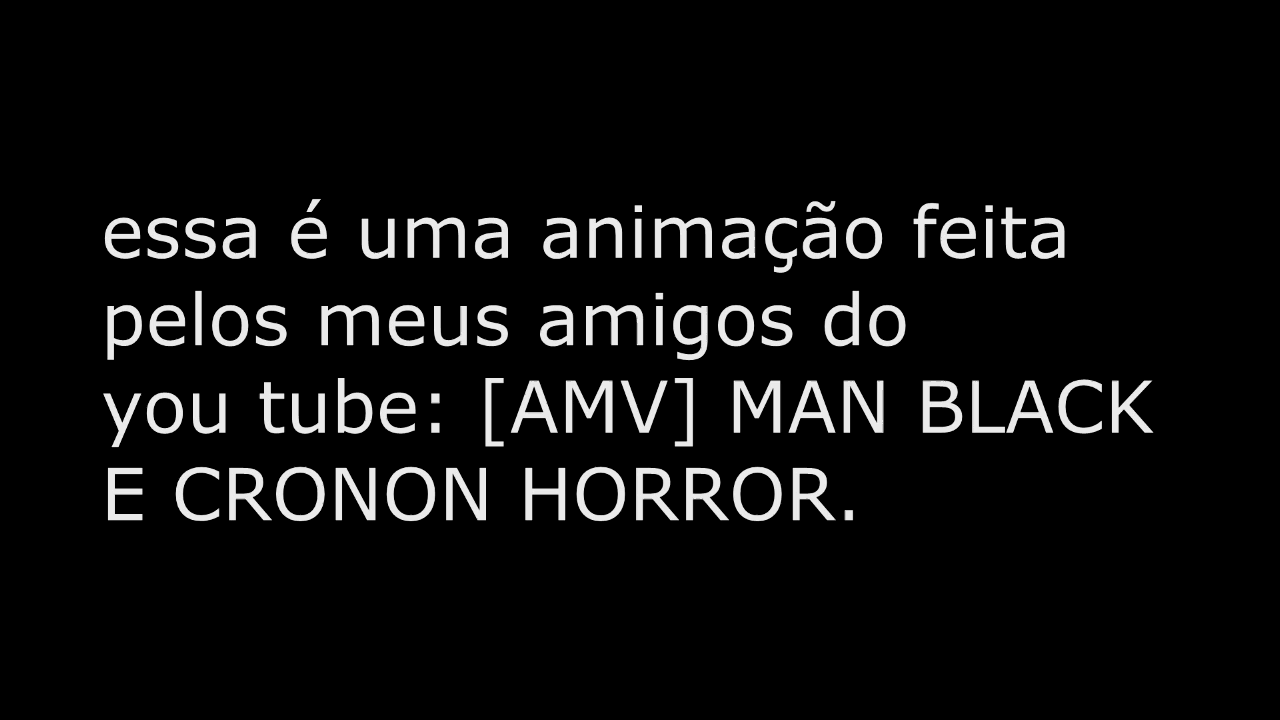 essa é uma animação feita
pelos meus amigos do
you tube: [AMV] MAN BLACK
E CRONON HORROR.